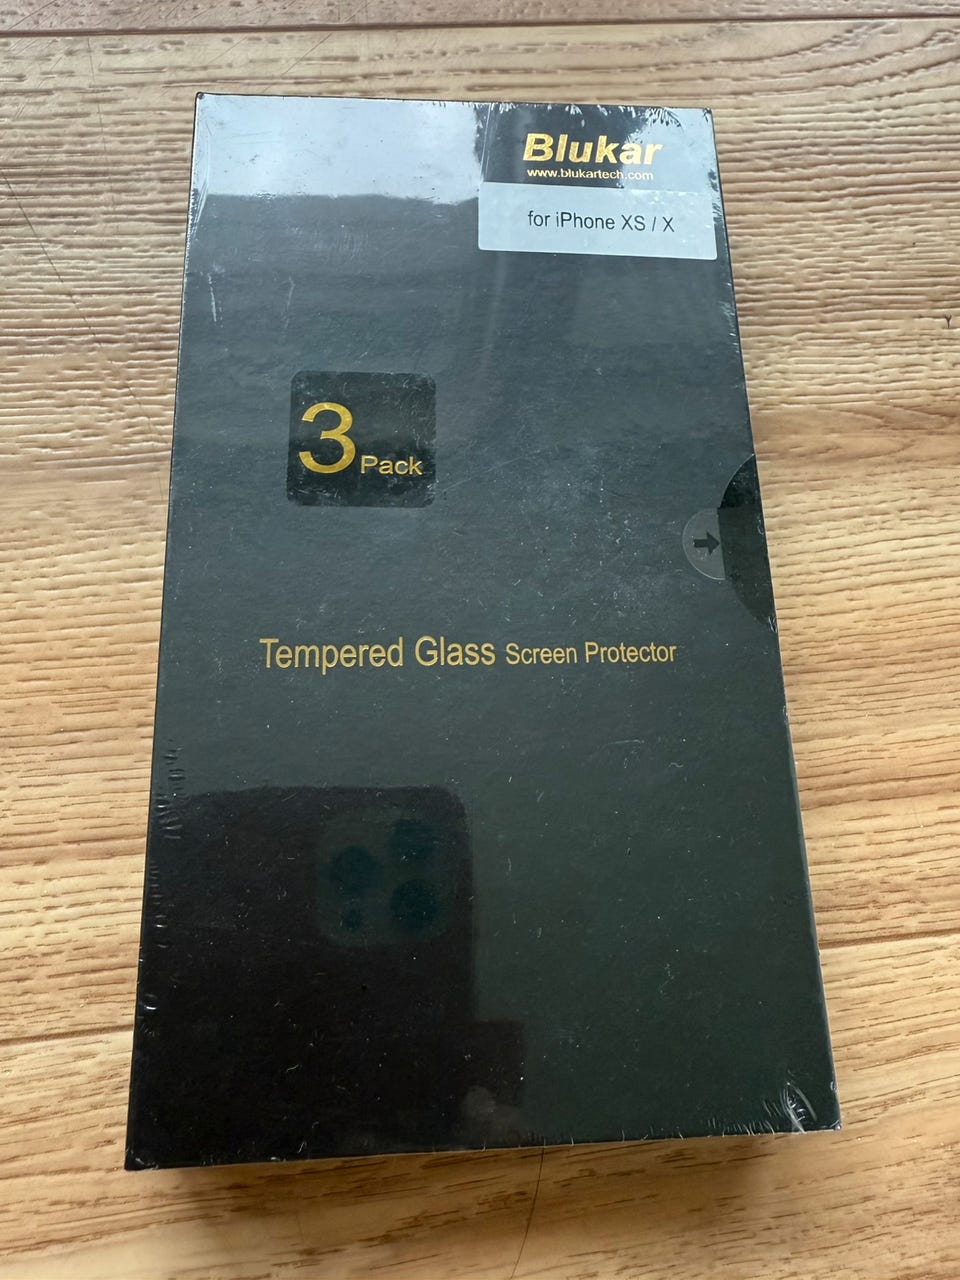 Blukar
www.blukartech.com
for iPhone XS / X
3 Pack
Tempered Glass Screen Protector